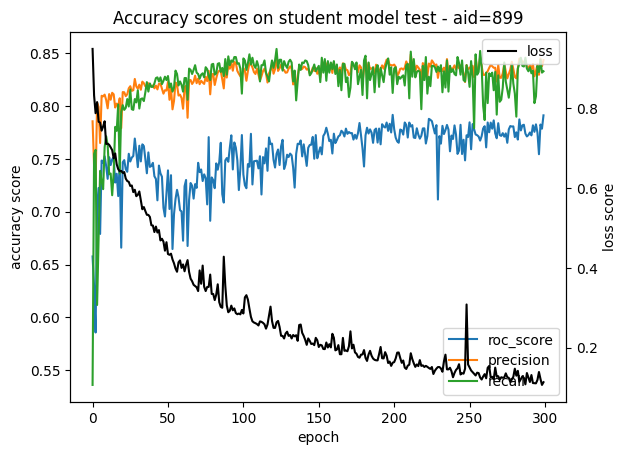 Accuracy scores on student model test - aid=899
loss
0.85
0.80
0.75
0.70
0.65
0.60
0.55
accuracy score
0.8
0.6
0.4
0.2
loss score
roc_score
precision
recall
0
50
100
150
200
250
300
epoch